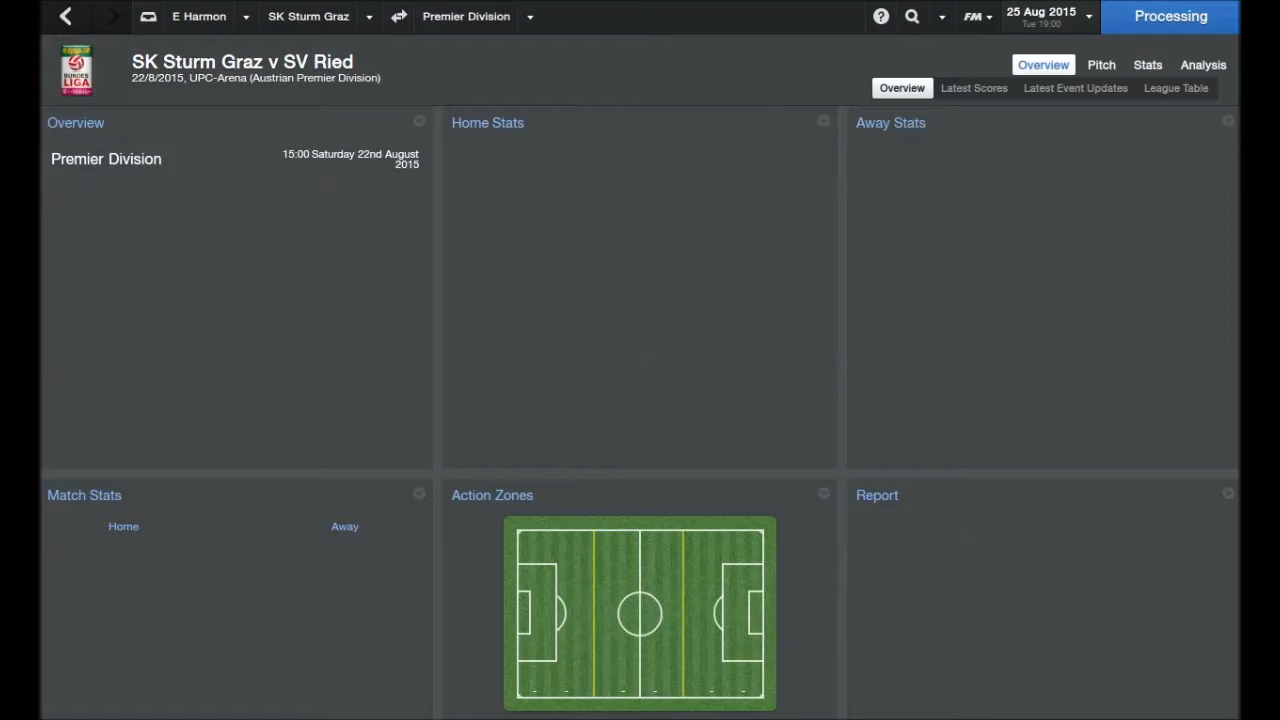 E Harmon
SK Sturm Graz
Premier Division
?
FM
25 Aug 2015
Tue 19:00
Processing
BUNDES
LIGA
SK Sturm Graz v SV Ried
22/8/2015, UPC-Arena (Austrian Premier Division)
Overview Pitch Stats Analysis
Overview Latest Scores Latest Event Updates League Table
Overview
Premier Division
15:00 Saturday 22nd August
2015
Home Stats
Away Stats
Match Stats
Home Away
Action Zones
Report